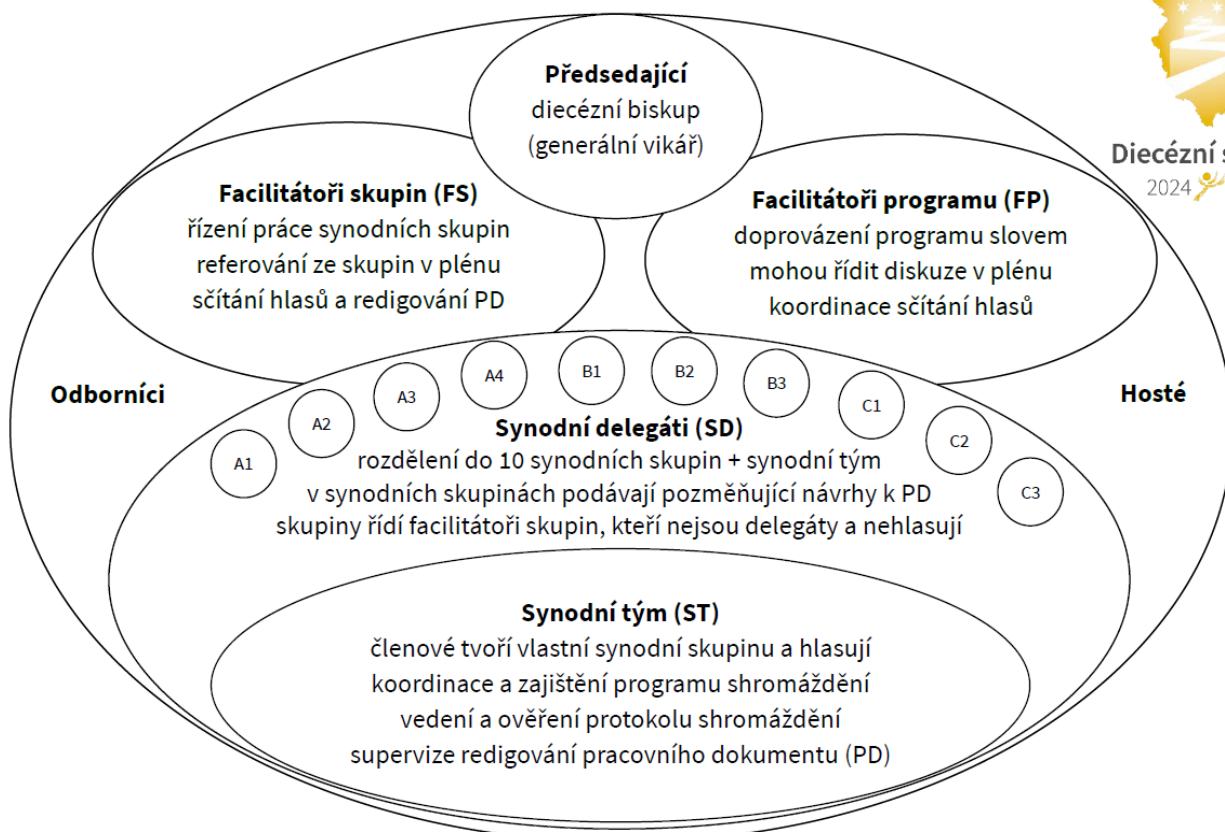 Předsedající
diecézní biskup
(generální vikář)
Diecézní s
2024
Facilitátoři skupin (FS)
řízení práce synodních skupin
referování ze skupin v plénu
sčítání hlasů a redigování PD
Facilitátoři programu (FP)
doprovázení programu slovem
mohou řídit diskuze v plénu
koordinace sčítání hlasů
Odborníci
Hosté
A1
A2
A3
A4
B1
B2
B3
C1
C2
C3
Synodní delegáti (SD)
rozdělení do 10 synodních skupin + synodní tým
v synodních skupinách podávají pozměňující návrhy k PD
skupiny řídí facilitátoři skupin, kteří nejsou delegáty a nehlasují
Synodní tým (ST)
členové tvoří vlastní synodní skupinu a hlasují
koordinace a zajištění programu shromáždění
vedení a ověření protokolu shromáždění
supervize redigování pracovního dokumentu (PD)